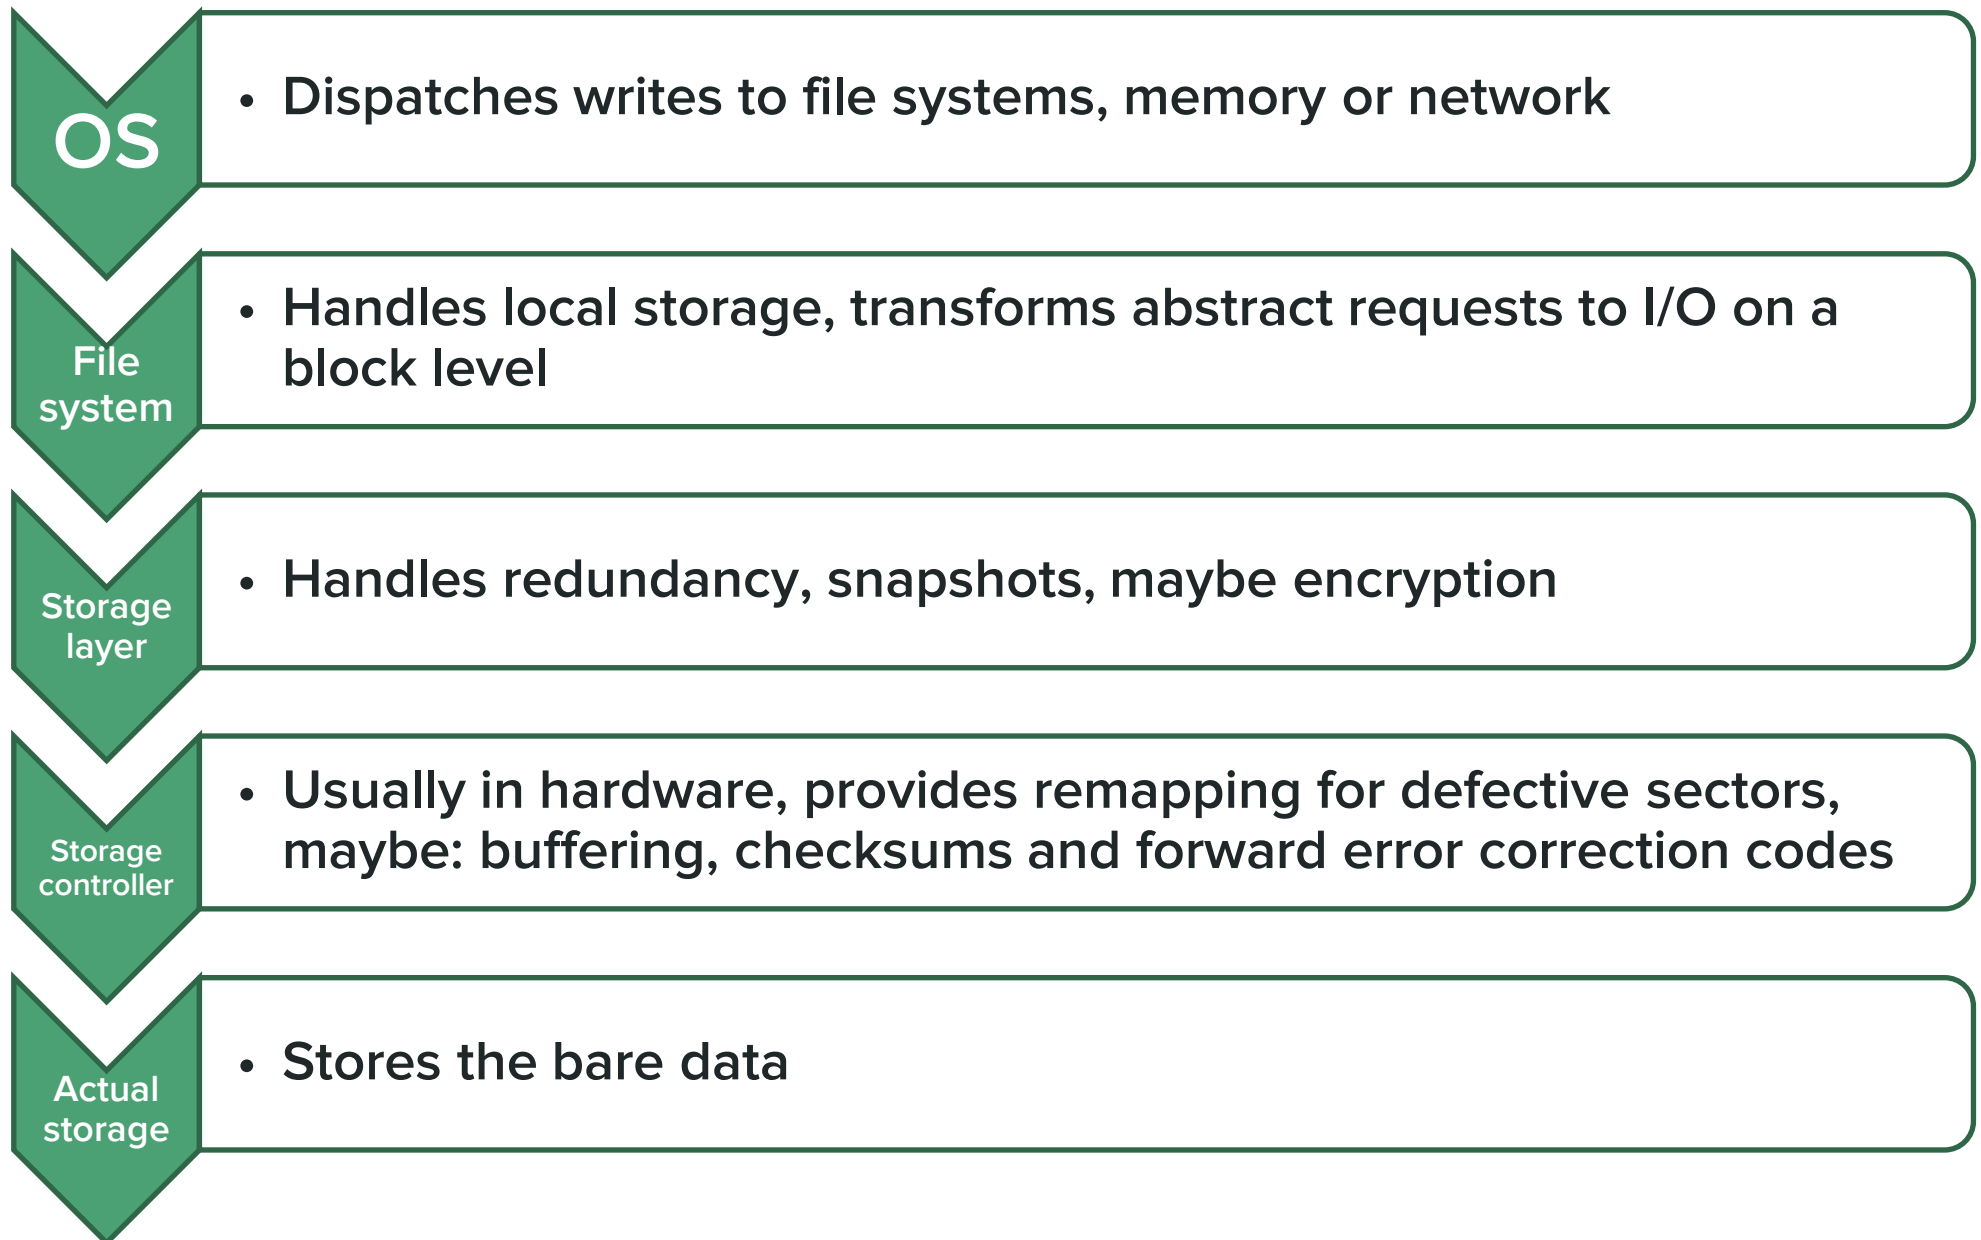 OS
• Dispatches writes to file systems, memory or network
File
system
• Handles local storage, transforms abstract requests to I/O on a
block level
Storage
layer
• Handles redundancy, snapshots, maybe encryption
Storage
controller
• Usually in hardware, provides remapping for defective sectors,
maybe: buffering, checksums and forward error correction codes
Actual
storage
• Stores the bare data